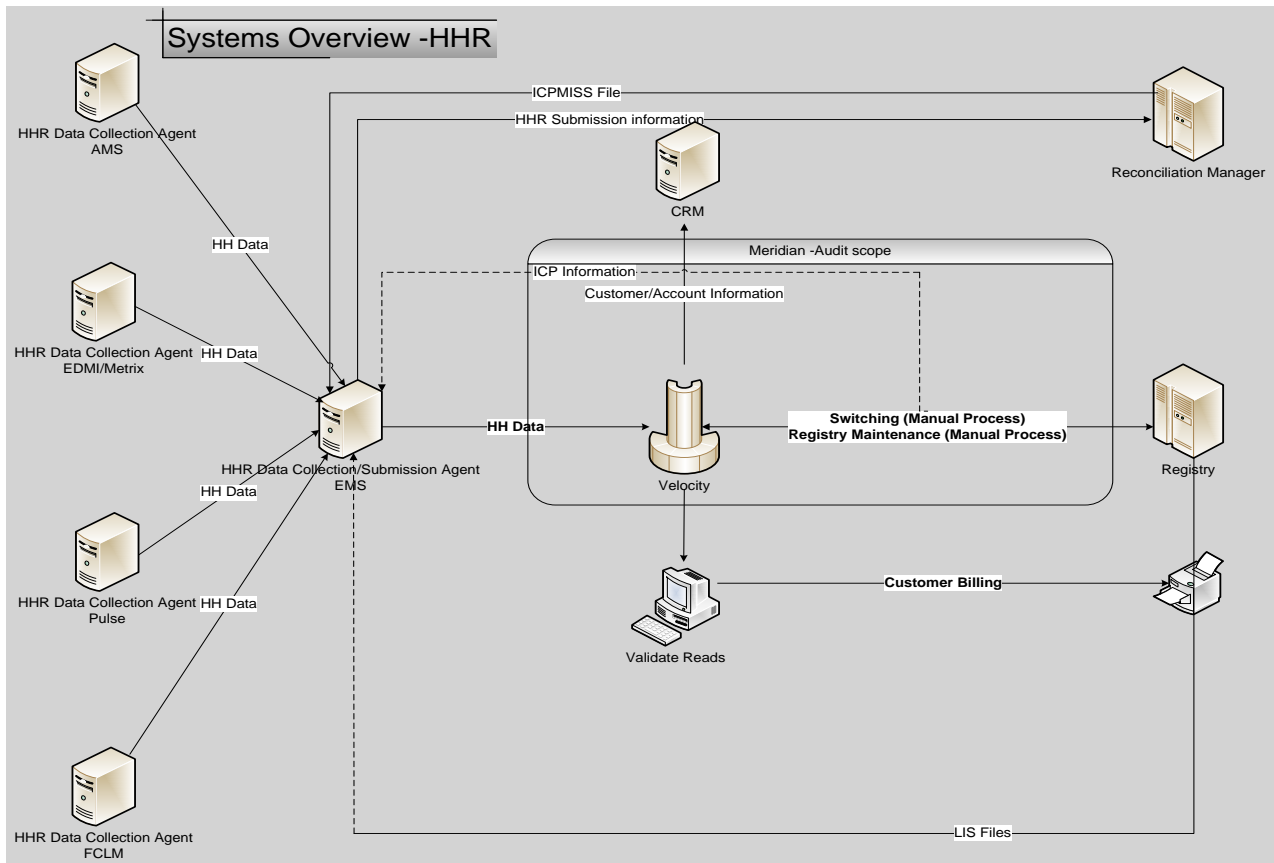 Systems Overview -HHR
ICPMISS File
HHR Submission information
HHR Data Collection Agent
AMS
Reconciliation Manager
CRM
HH Data
Meridian -Audit scope
ICP Information
Customer/Account Information
HHR Data Collection Agent
EDMI/Metrix
HH Data
HH Data
Switching (Manual Process)
Registry Maintenance (Manual Process)
HHR Data Collection/Submission Agent
EMS
Velocity
Registry
HH Data
HHR Data Collection Agent
Pulse
HH Data
Customer Billing
Validate Reads
HHR Data Collection Agent
FCLM
LIS Files